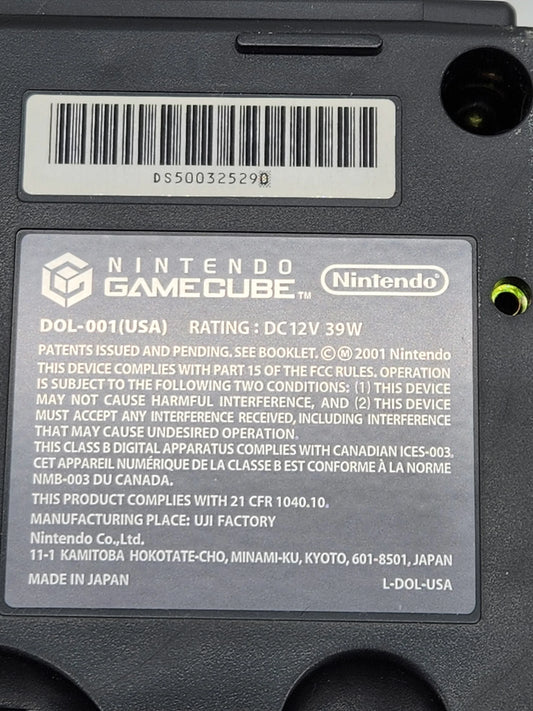 DS500325290
NINTENDO
GAMECUBE™
Nintendo
DOL-001(USA) RATING : DC12V 39W
PATENTS ISSUED AND PENDING. SEE BOOKLET. ©Ⓜ 2001 Nintendo
THIS DEVICE COMPLIES WITH PART 15 OF THE FCC RULES. OPERATION
IS SUBJECT TO THE FOLLOWING TWO CONDITIONS: (1) THIS DEVICE
MAY NOT CAUSE HARMFUL INTERFERENCE, AND (2) THIS DEVICE
MUST ACCEPT ANY INTERFERENCE RECEIVED, INCLUDING INTERFERENCE
THAT MAY CAUSE UNDESIRED OPERATION.
THIS CLASS B DIGITAL APPARATUS COMPLIES WITH CANADIAN ICES-003.
CET APPAREIL NUMÉRIQUE DE LA CLASSE B EST CONFORME À LA NORME
NMB-003 DU CANADA.
THIS PRODUCT COMPLIES WITH 21 CFR 1040.10.
MANUFACTURING PLACE: UJI FACTORY
Nintendo Co.,Ltd.
11-1 KAMITOBA HOKOTATE-CHO, MINAMI-KU, KYOTO, 601-8501, JAPAN
MADE IN JAPAN L-DOL-USA